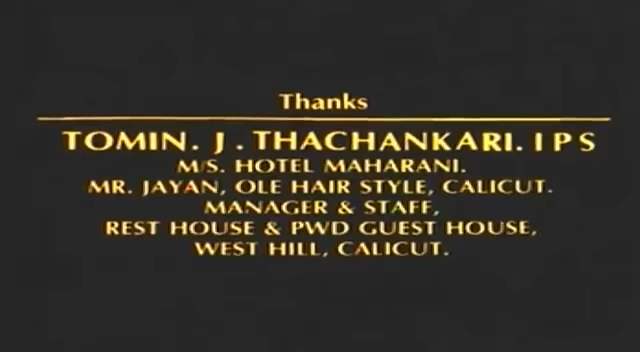 Thanks
TOMIN. J. THACHANKARI. I P S
M/S. HOTEL MAHARANI.
MR. JAYAN, OLE HAIR STYLE, CALICUT.
MANAGER & STAFF,
REST HOUSE & PWD GUEST HOUSE,
WEST HILL, CALICUT.